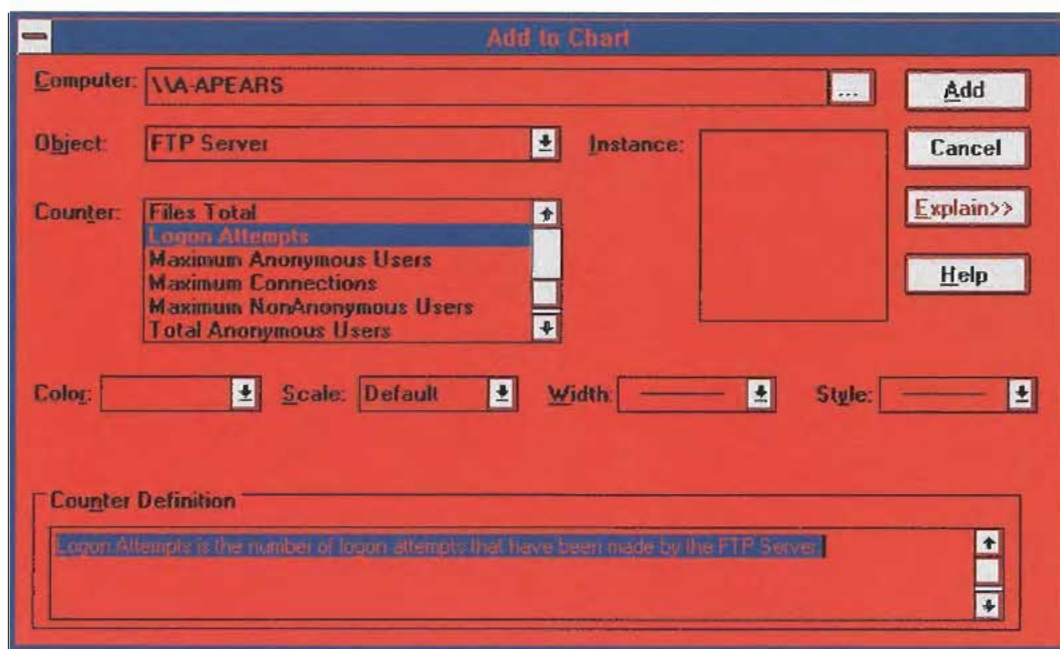 Add to Chart
Computer: \\A-APEARS
...
Add
Object: FTP Server
Instance:
Cancel
Counter: Files Total
Logon Attempts
Maximum Anonymous Users
Maximum Connections
Maximum NonAnonymous Users
Total Anonymous Users
Explain>>
Help
Color:
Scale: Default
Width:
Style:
Counter Definition
Logon Attempts is the number of logon attempts that have been made by the FTP Server